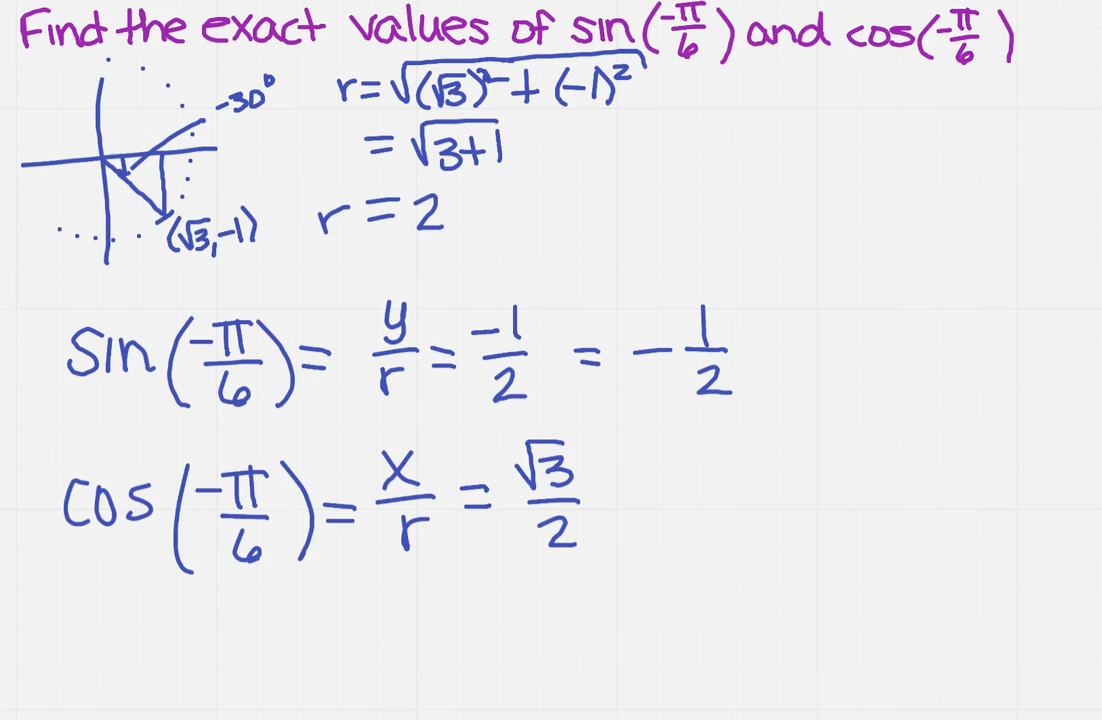 Find the exact values of sin(-π/6) and cos(-π/6)
-30°
r = √((√3)² + (-1)²)
= √(3+1)
r = 2
(√3, -1)
Sin(-π/6) = y/r = -1/2 = -1/2
cos(-π/6) = x/r = √3/2